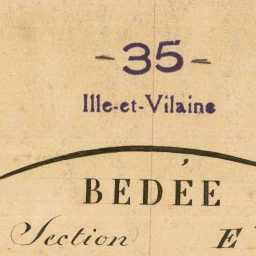 - 35 -
Ille-et-Vilaine
BEDÉE
Section E